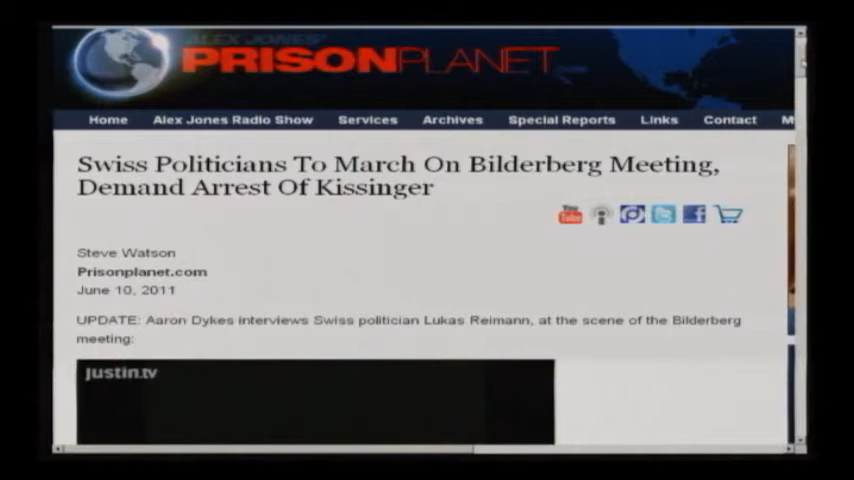 ALEX JONES'
PRISONPLANET
Home Alex Jones Radio Show Services Archives Special Reports Links Contact M
Swiss Politicians To March On Bilderberg Meeting,
Demand Arrest Of Kissinger
You Tube
Steve Watson
Prisonplanet.com
June 10, 2011
UPDATE: Aaron Dykes interviews Swiss politician Lukas Reimann, at the scene of the Bilderberg
meeting:
justin.tv